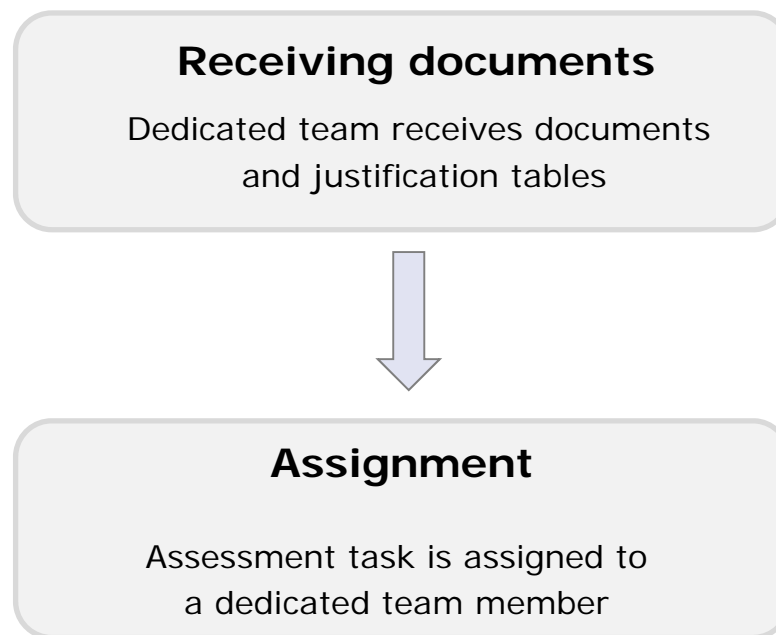 Receiving documents
Dedicated team receives documents
and justification tables
Assignment
Assessment task is assigned to
a dedicated team member